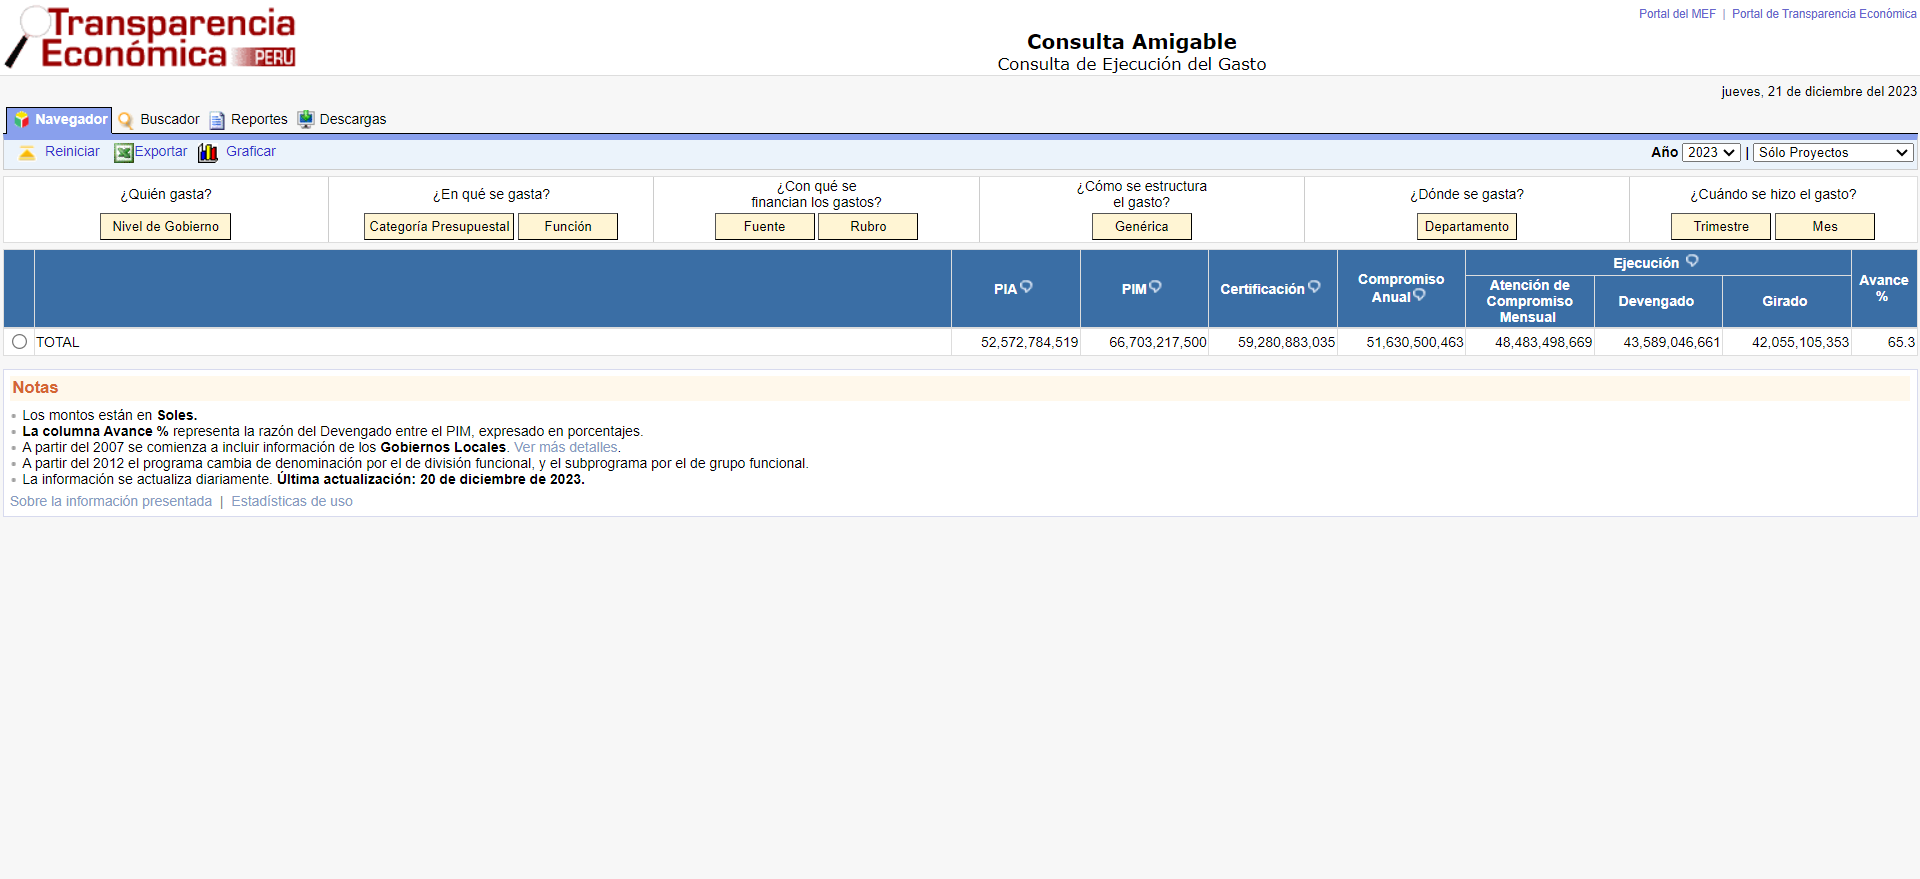 Transparencia
Económica PERU
Portal del MEF | Portal de Transparencia Económica
Consulta Amigable
Consulta de Ejecución del Gasto
jueves, 21 de diciembre del 2023
Navegador Buscador Reportes Descargas
Reiniciar Exportar Graficar
Año 2023 | Sólo Proyectos
¿Quién gasta?
Nivel de Gobierno
¿En qué se gasta?
Categoría Presupuestal Función
¿Con qué se
financian los gastos?
Fuente Rubro
¿Cómo se estructura
el gasto?
Genérica
¿Dónde se gasta?
Departamento
¿Cuándo se hizo el gasto?
Trimestre Mes
PIA
PIM
Certificación
Compromiso
Anual
Ejecución
Atención de
Compromiso
Mensual
Devengado
Girado
Avance
%
TOTAL 52,572,784,519 66,703,217,500 59,280,883,035 51,630,500,463 48,483,498,669 43,589,046,661 42,055,105,353 65.3
Notas
Los montos están en Soles.
La columna Avance % representa la razón del Devengado entre el PIM, expresado en porcentajes.
A partir del 2007 se comienza a incluir información de los Gobiernos Locales. Ver más detalles.
A partir del 2012 el programa cambia de denominación por el de división funcional, y el subprograma por el de grupo funcional.
La información se actualiza diariamente. Última actualización: 20 de diciembre de 2023.
Sobre la información presentada | Estadísticas de uso